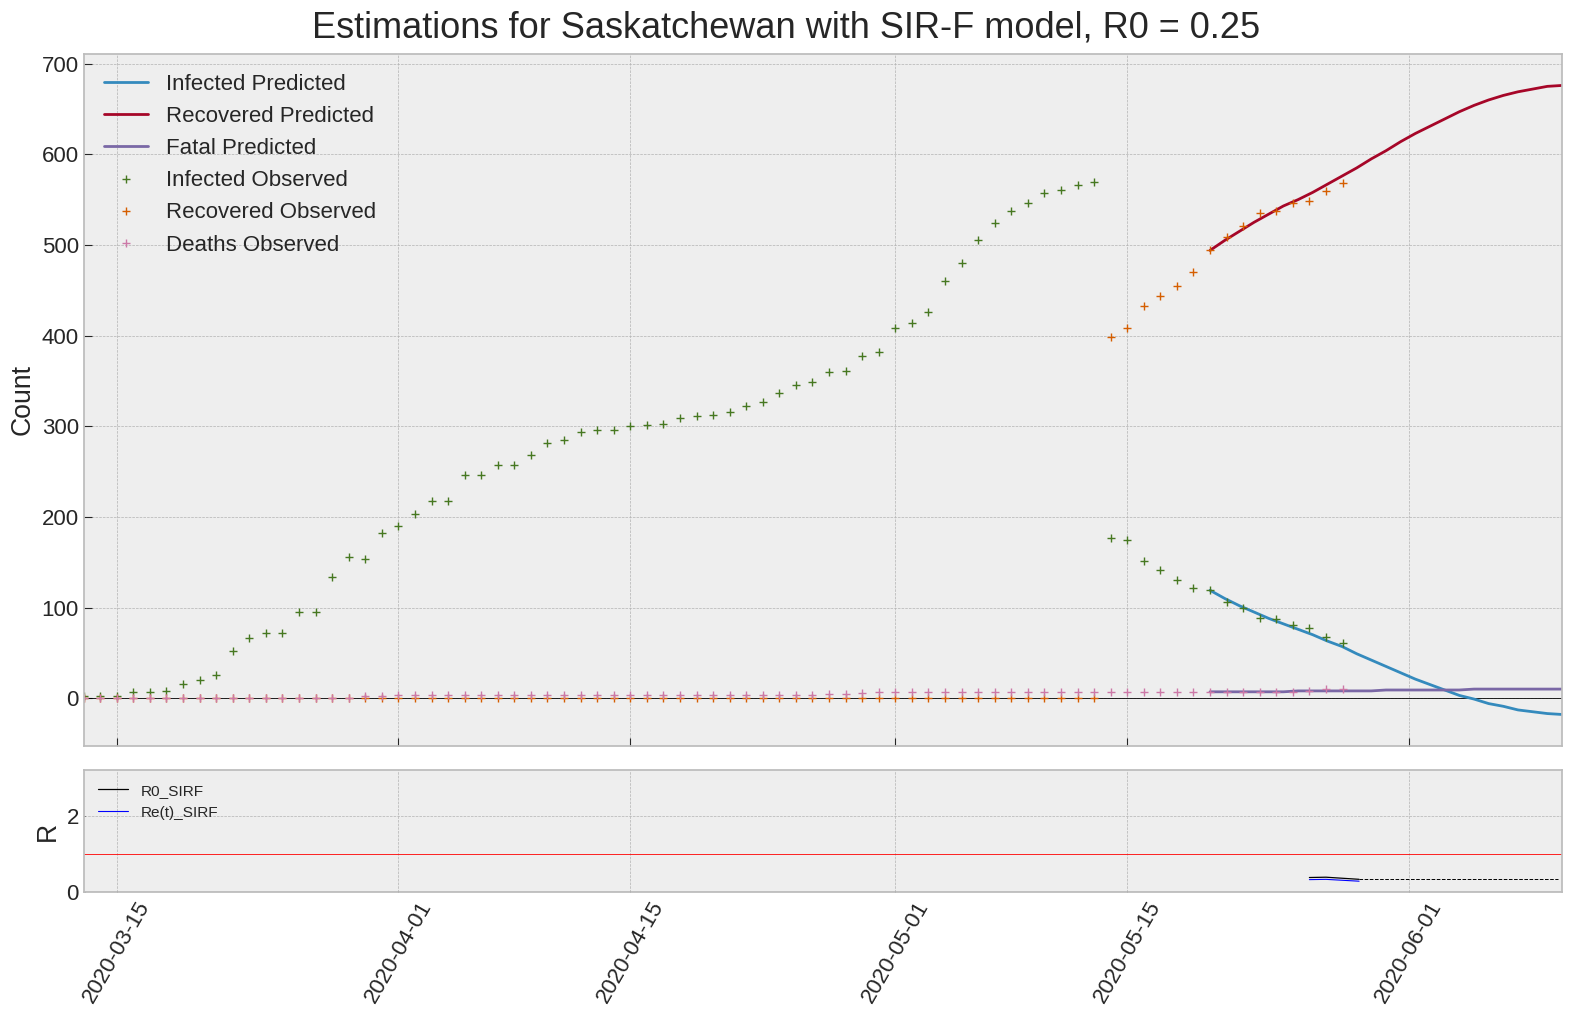 Estimations for Saskatchewan with SIR-F model, R0 = 0.25
700
600
500
400
300
200
100
0
Count
Infected Predicted
Recovered Predicted
Fatal Predicted
Infected Observed
Recovered Observed
Deaths Observed
2
0
R
R0_SIRF
Re(t)_SIRF
2020-03-15
2020-04-01
2020-04-15
2020-05-01
2020-05-15
2020-06-01